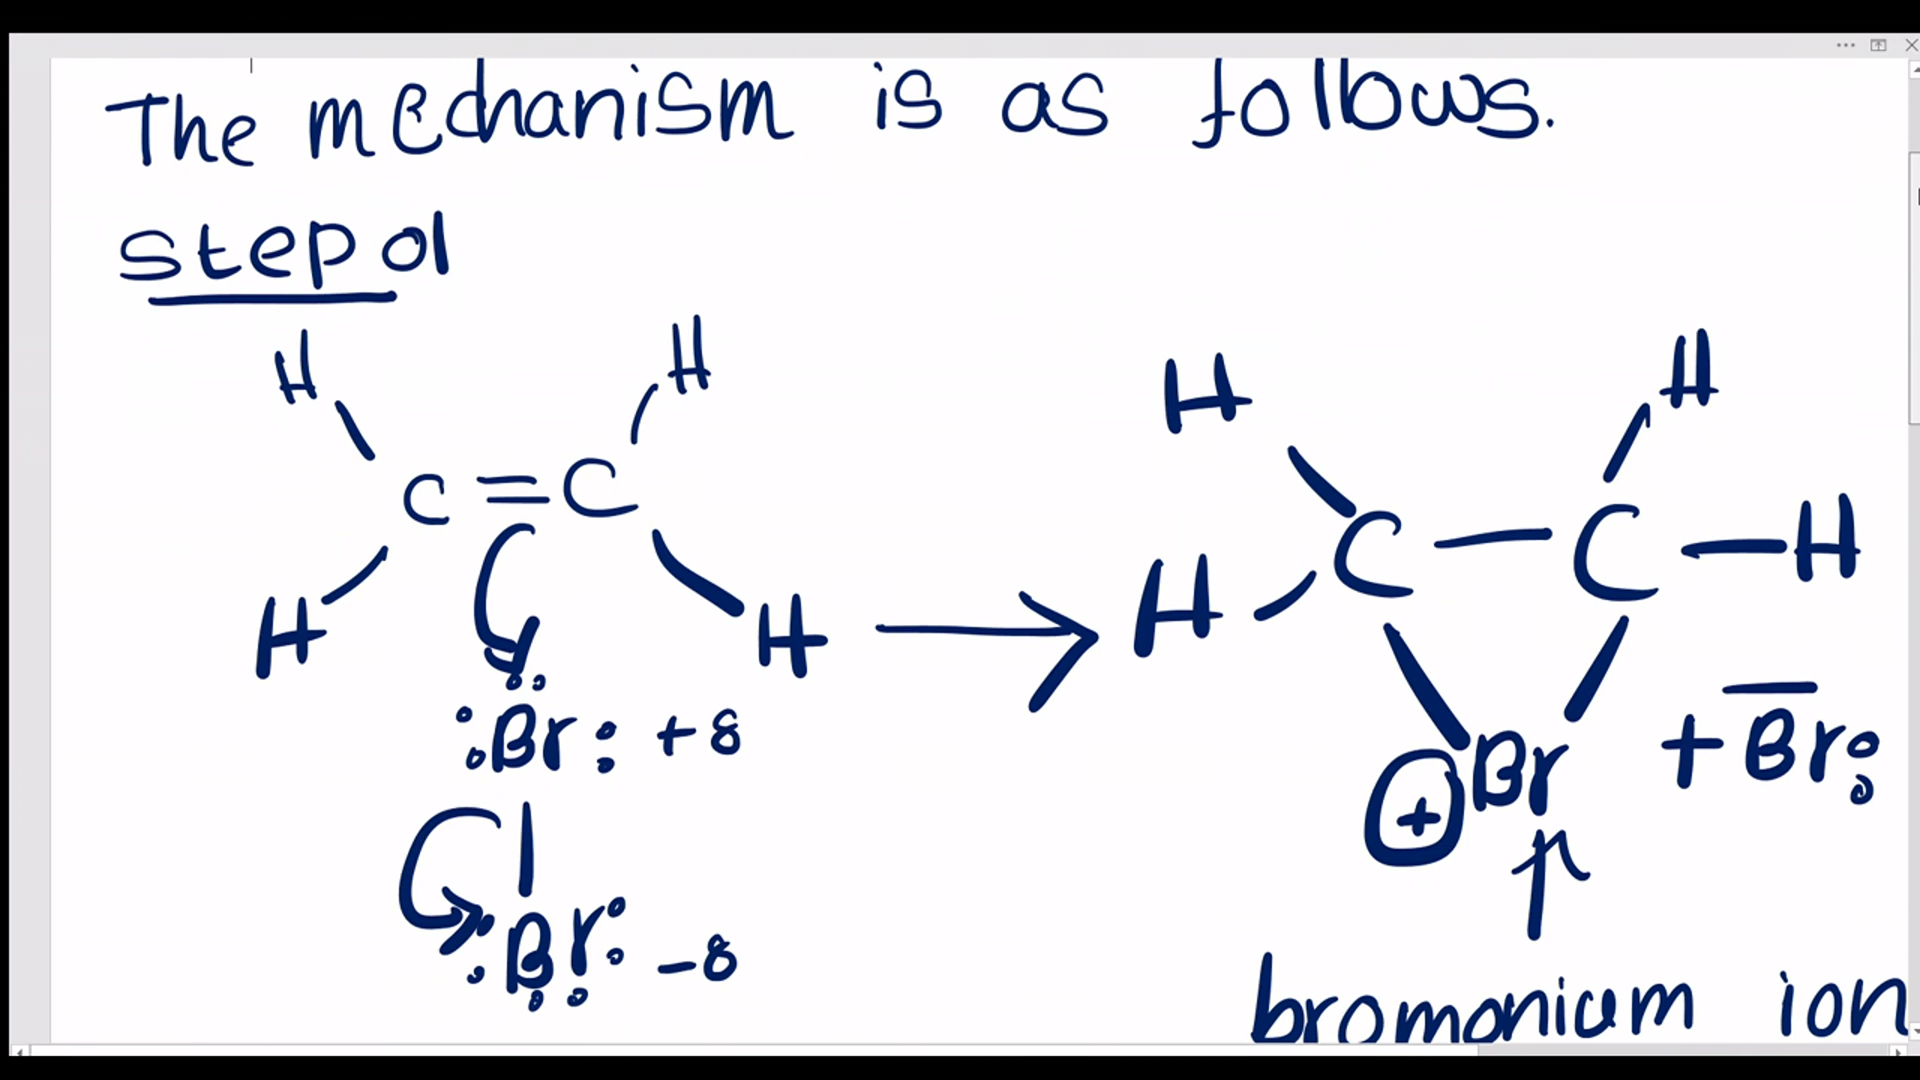 The mechanism is as follows.
step 01
H H
C = C
H H
:Br: +δ
Br: -δ
H H
C — C — H
H
+ Br + Br:
bromonium ion